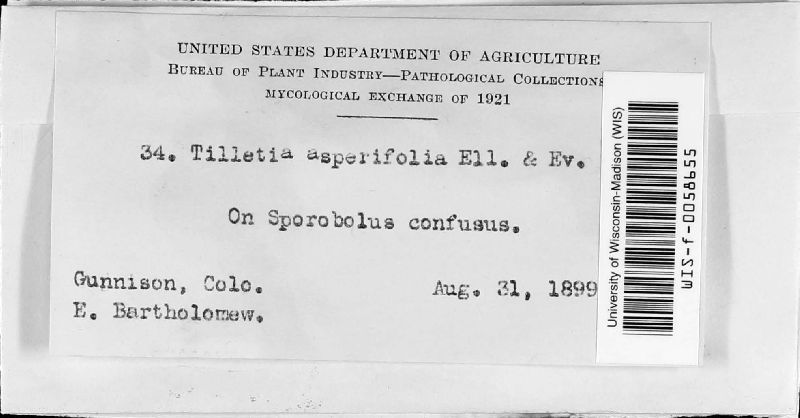 UNITED STATES DEPARTMENT OF AGRICULTURE
BUREAU OF PLANT INDUSTRY—PATHOLOGICAL COLLECTIONS
MYCOLOGICAL EXCHANGE OF 1921
34. Tilletia asperifolia Ell. & Ev.
On Sporobolus confusus.
Gunnison, Colo. Aug. 31, 1899
E. Bartholomew.
University of Wisconsin-Madison (WIS)
WIS-f-0058655